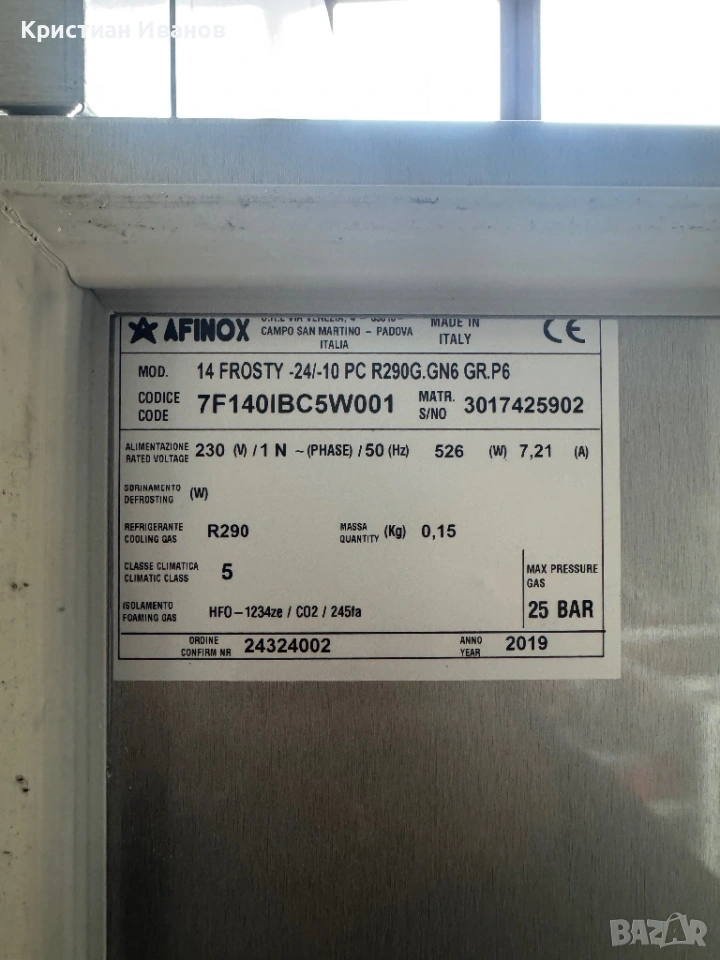 Кристиан Иванов
AFINOX
CAMPO SAN MARTINO – PADOVA
ITALIA
MADE IN
ITALY
CE
MOD. 14 FROSTY -24/-10 PC R290G.GN6 GR.P6
CODICE
CODE 7F140IBC5W001 MATR.
S/NO 3017425902
ALIMENTAZIONE
RATED VOLTAGE 230 (V) / 1 N ~ (PHASE) / 50 (Hz) 526 (W) 7,21 (A)
SBRINAMENTO
DEFROSTING (W)
REFRIGERANTE
COOLING GAS R290 MASSA
QUANTITY (Kg) 0,15
CLASSE CLIMATICA
CLIMATIC CLASS 5
MAX PRESSURE
GAS
25 BAR
ISOLAMENTO
FOAMING GAS HFO-1234ze / CO2 / 245fa
ORDINE
CONFIRM NR 24324002 ANNO
YEAR 2019
BAZAR